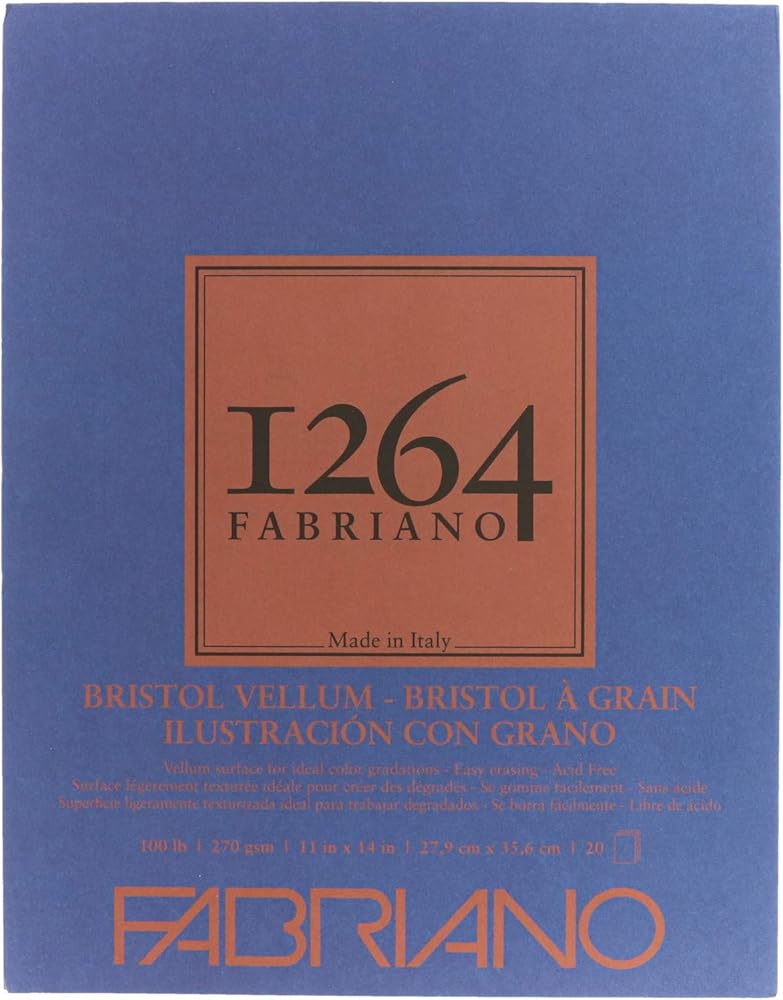 1264
FABRIANO
Made in Italy
BRISTOL VELLUM - BRISTOL À GRAIN
ILUSTRACIÓN CON GRANO
Vellum surface for ideal color gradations - Easy erasing - Acid Free
Surface légèrement texturée idéale pour créer des dégradés - Se gomme facilement - Sans acide
Superficie ligeramente texturizada ideal para trabajar degradados - Se borra fácilmente - Libre de ácido
100 lb | 270 gsm | 11 in x 14 in | 27,9 cm x 35,6 cm | 20
FABRIANO